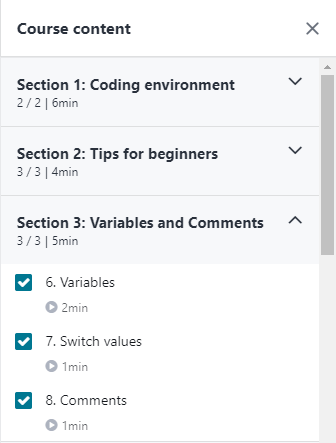 Course content
Section 1: Coding environment
2 / 2 | 6min
Section 2: Tips for beginners
3 / 3 | 4min
Section 3: Variables and Comments
3 / 3 | 5min
6. Variables
2min
7. Switch values
1min
8. Comments
1min